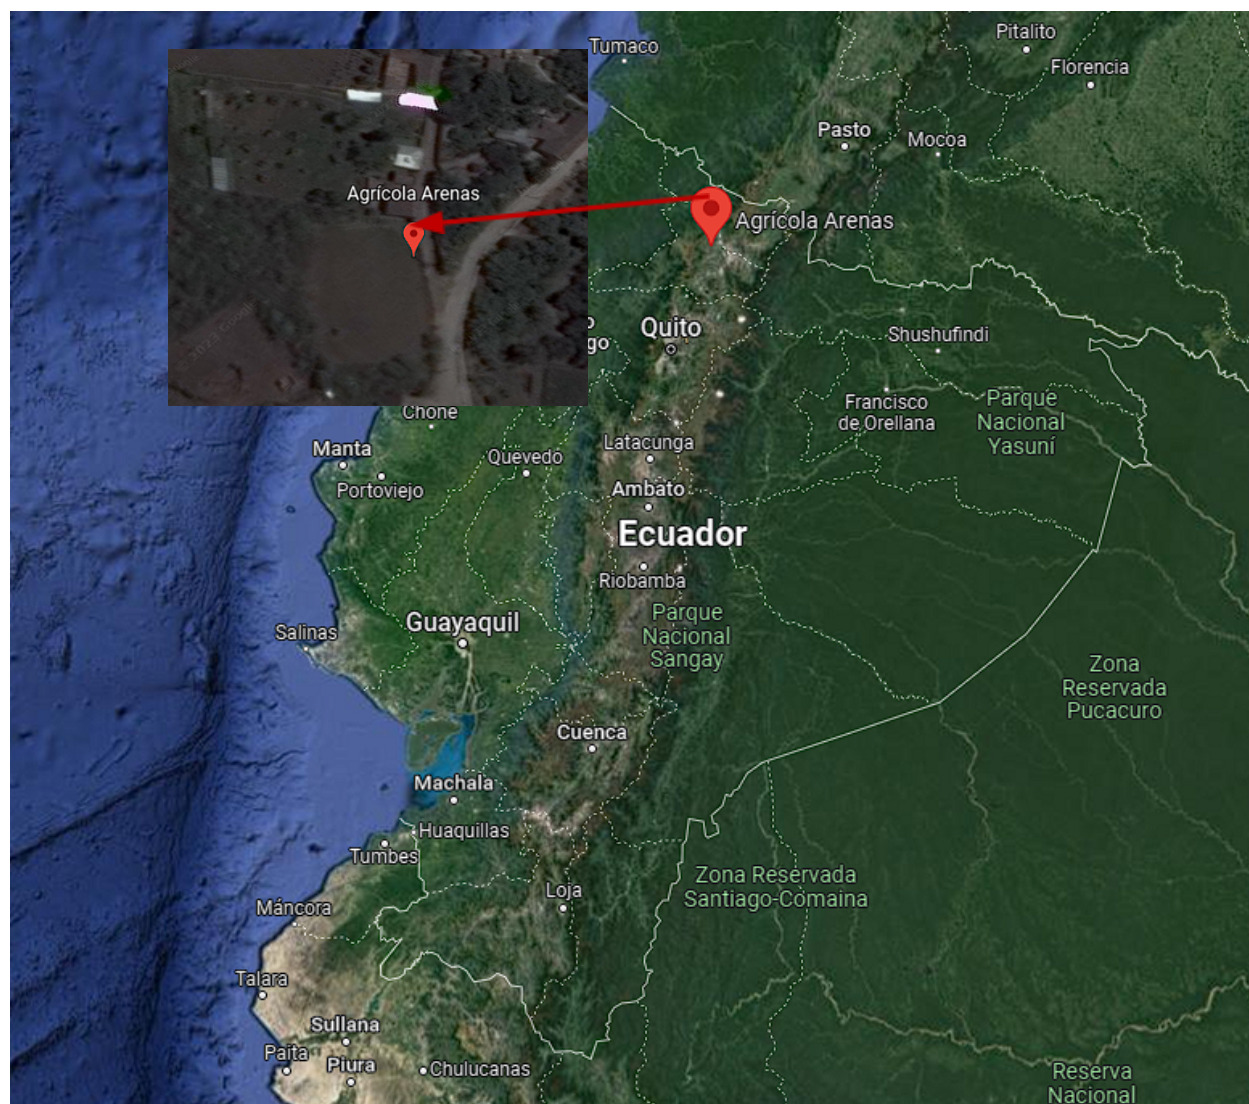 Tumaco
Pitalito
Florencia
Pasto
Mocoa
Agrícola Arenas
Agrícola Arenas
Quito
go
Shushufindi
Francisco
de Orellana
Parque
Nacional
Yasuní
Chone
Manta
Portoviejo
Quevedo
Latacunga
Ambato
Ecuador
Riobamba
Parque
Nacional
Sangay
Guayaquil
Salinas
Zona
Reservada
Pucacuro
Cuenca
Machala
Huaquillas
Tumbes
Loja
Zona Reservada
Santiago-Comaina
Máncora
Talara
Sullana
Paita
Piura
Chulucanas
Reserva
Nacional